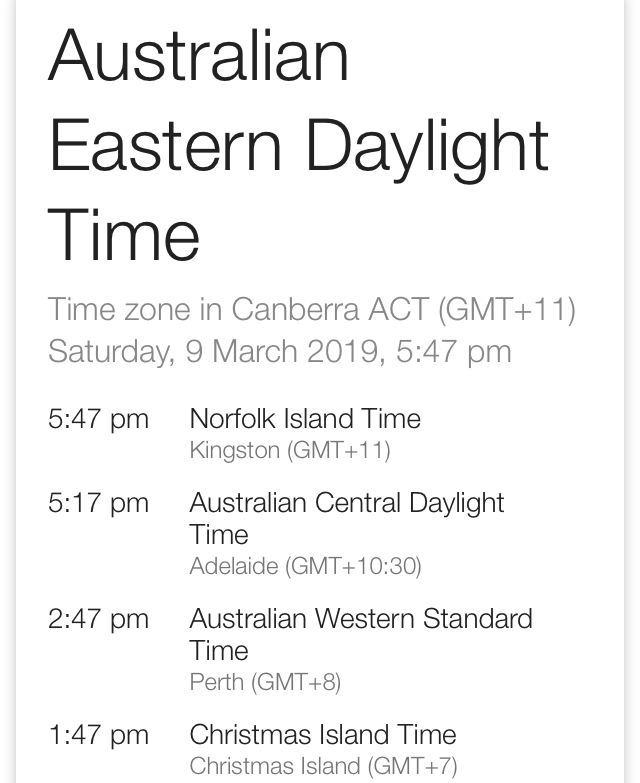 Australian
Eastern Daylight
Time
Time zone in Canberra ACT (GMT+11)
Saturday, 9 March 2019, 5:47 pm
5:47 pm Norfolk Island Time
Kingston (GMT+11)
5:17 pm Australian Central Daylight
Time
Adelaide (GMT+10:30)
2:47 pm Australian Western Standard
Time
Perth (GMT+8)
1:47 pm Christmas Island Time
Christmas Island (GMT+7)